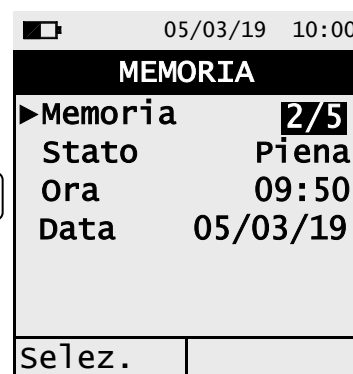 05/03/19 10:00
MEMORIA
▶Memoria 2/5
Stato Piena
Ora 09:50
Data 05/03/19
Selez.